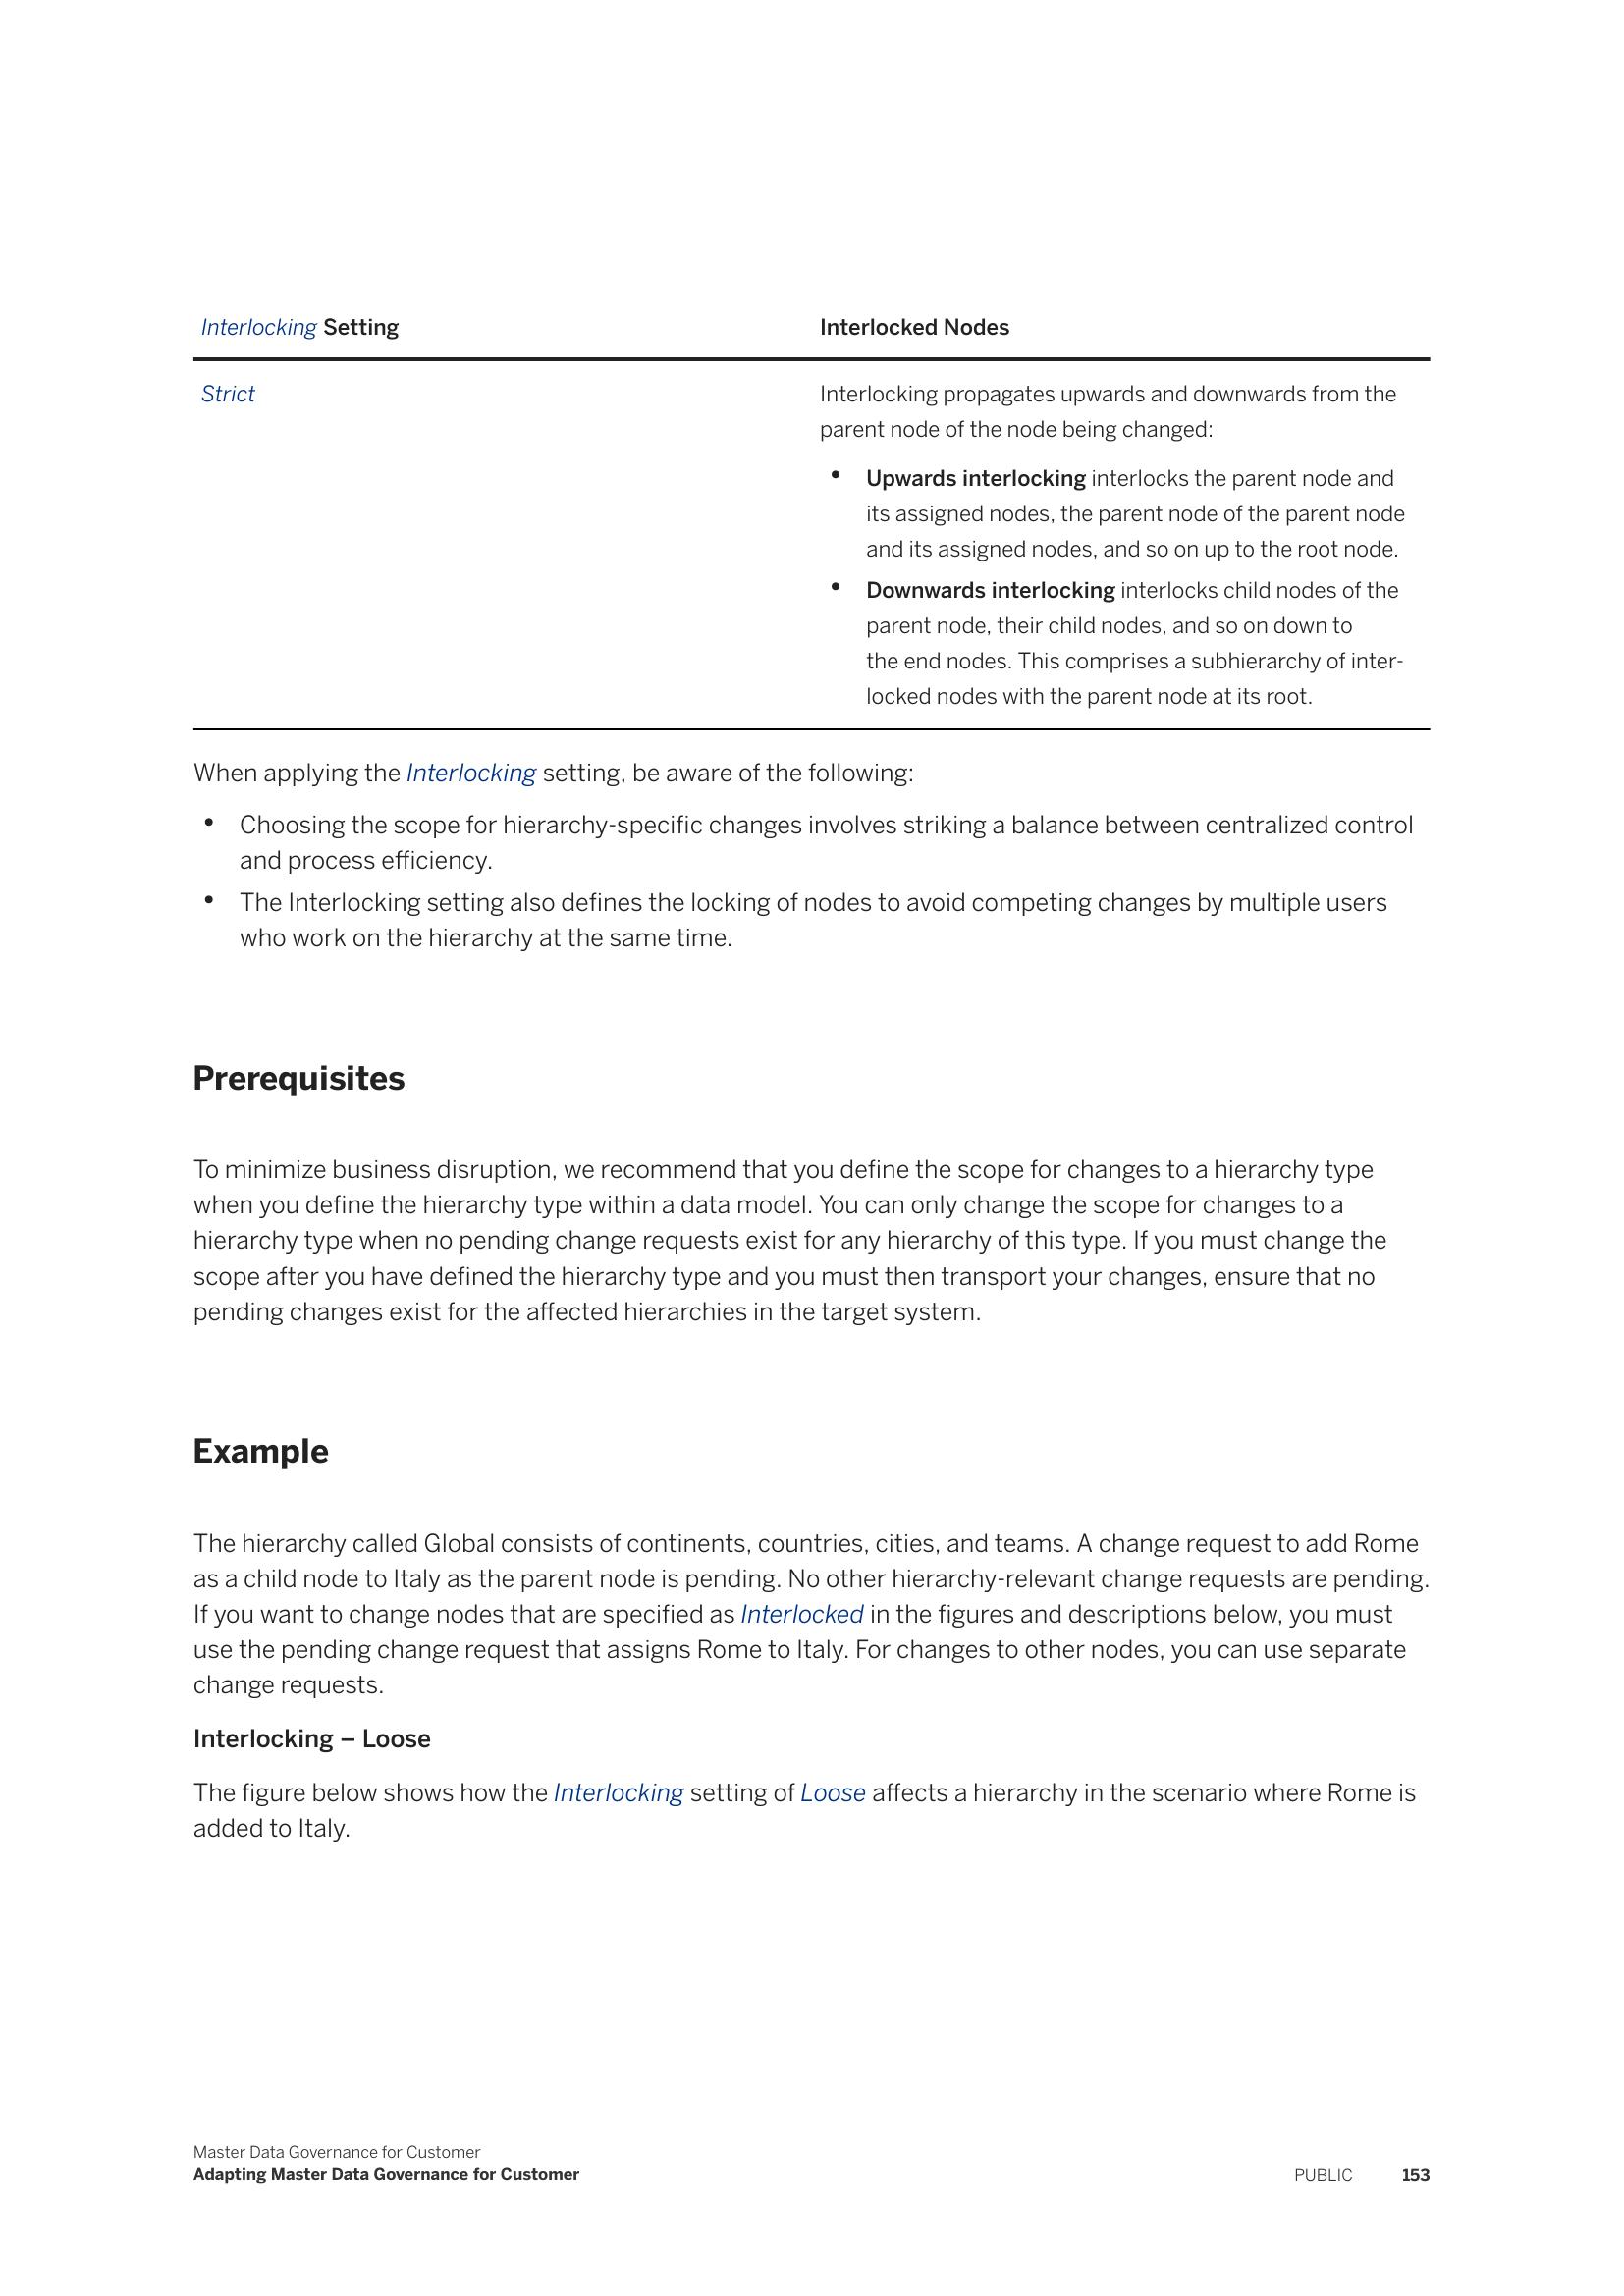 Interlocking Setting
Interlocked Nodes
Strict
Interlocking propagates upwards and downwards from the
parent node of the node being changed:
• Upwards interlocking interlocks the parent node and
its assigned nodes, the parent node of the parent node
and its assigned nodes, and so on up to the root node.
• Downwards interlocking interlocks child nodes of the
parent node, their child nodes, and so on down to
the end nodes. This comprises a subhierarchy of inter-
locked nodes with the parent node at its root.
When applying the Interlocking setting, be aware of the following:
• Choosing the scope for hierarchy-specific changes involves striking a balance between centralized control
and process efficiency.
• The Interlocking setting also defines the locking of nodes to avoid competing changes by multiple users
who work on the hierarchy at the same time.
Prerequisites
To minimize business disruption, we recommend that you define the scope for changes to a hierarchy type
when you define the hierarchy type within a data model. You can only change the scope for changes to a
hierarchy type when no pending change requests exist for any hierarchy of this type. If you must change the
scope after you have defined the hierarchy type and you must then transport your changes, ensure that no
pending changes exist for the affected hierarchies in the target system.
Example
The hierarchy called Global consists of continents, countries, cities, and teams. A change request to add Rome
as a child node to Italy as the parent node is pending. No other hierarchy-relevant change requests are pending.
If you want to change nodes that are specified as Interlocked in the figures and descriptions below, you must
use the pending change request that assigns Rome to Italy. For changes to other nodes, you can use separate
change requests.
Interlocking – Loose
The figure below shows how the Interlocking setting of Loose affects a hierarchy in the scenario where Rome is
added to Italy.
Master Data Governance for Customer
Adapting Master Data Governance for Customer
PUBLIC 153